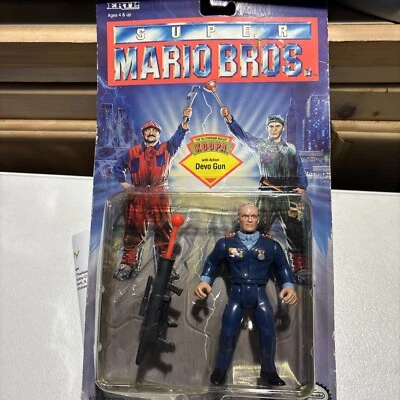 ERTL
Ages 4 & up
SUPER
MARIO BROS.
KOOPA
with Action
Devo Gun